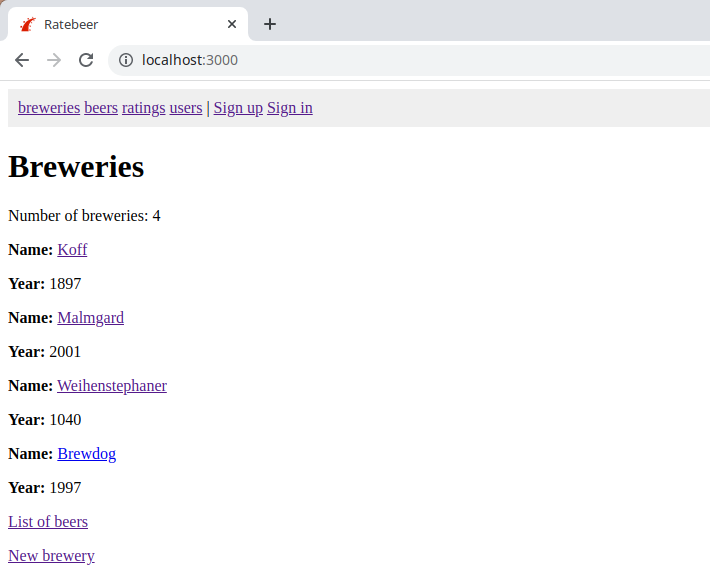 Ratebeer
localhost:3000
breweries beers ratings users | Sign up Sign in
Breweries
Number of breweries: 4
Name: Koff
Year: 1897
Name: Malmgard
Year: 2001
Name: Weihenstephaner
Year: 1040
Name: Brewdog
Year: 1997
List of beers
New brewery